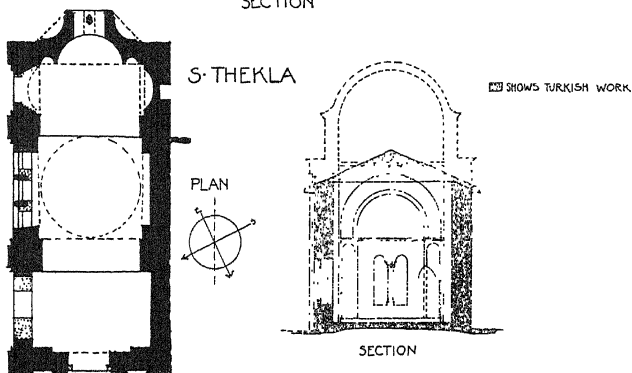 SECTION
S. THEKLA
SHOWS TURKISH WORK
PLAN
SECTION